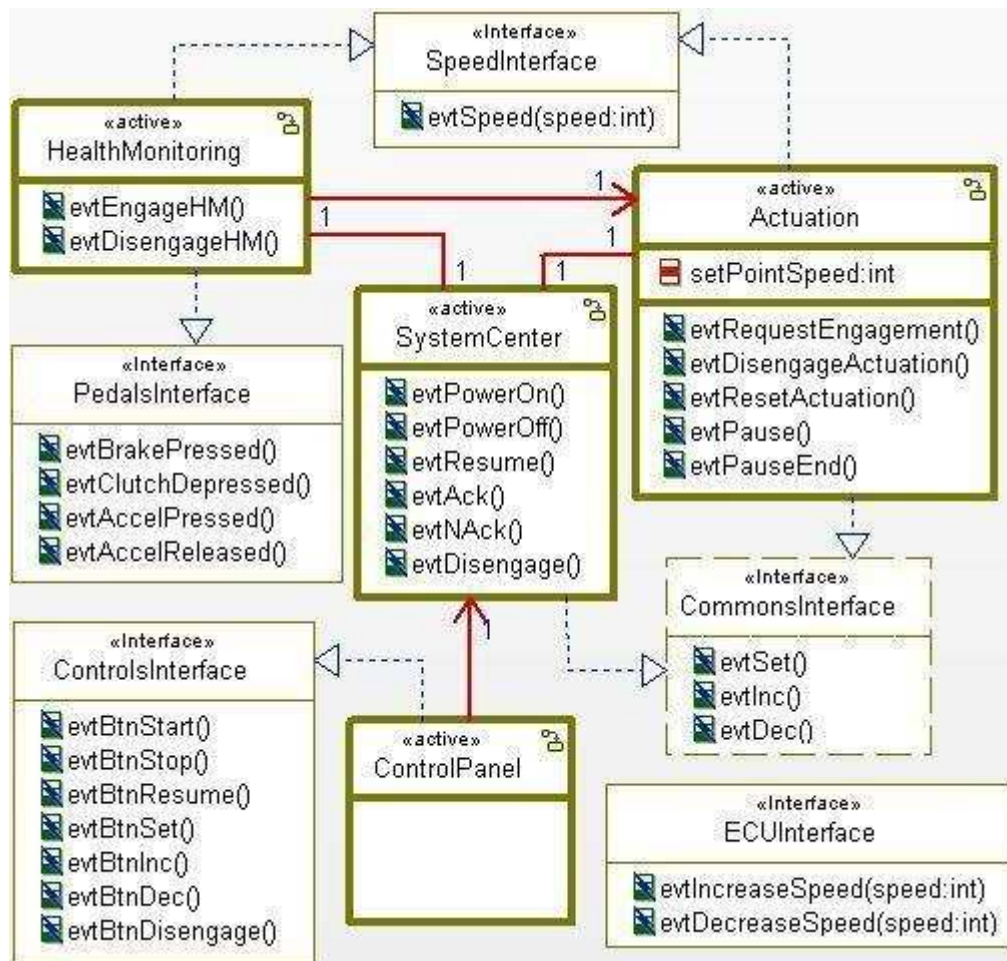 «Interface»
SpeedInterface
evtSpeed(speed:int)
«active»
HealthMonitoring
evtEngageHM()
evtDisengageHM()
1
1
1
1
1
1
«active»
Actuation
setPointSpeed:int
evtRequestEngagement()
evtDisengageActuation()
evtResetActuation()
evtPause()
evtPauseEnd()
«active»
SystemCenter
evtPowerOn()
evtPowerOff()
evtResume()
evtAck()
evtNAck()
evtDisengage()
«Interface»
PedalsInterface
evtBrakePressed()
evtClutchDepressed()
evtAccelPressed()
evtAccelReleased()
«Interface»
CommonsInterface
evtSet()
evtInc()
evtDec()
«Interface»
ControlsInterface
evtBtnStart()
evtBtnStop()
evtBtnResume()
evtBtnSet()
evtBtnInc()
evtBtnDec()
evtBtnDisengage()
«active»
ControlPanel
«Interface»
ECUInterface
evtIncreaseSpeed(speed:int)
evtDecreaseSpeed(speed:int)